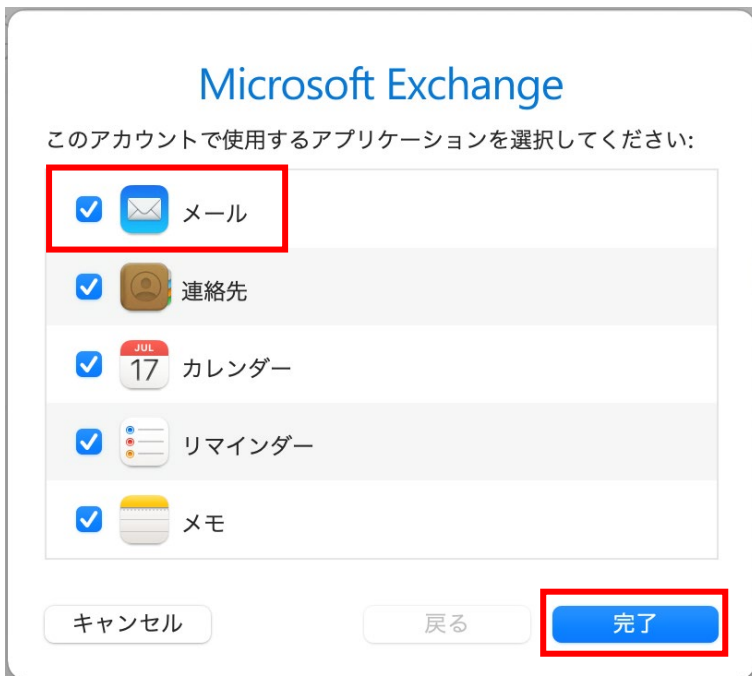 Microsoft Exchange
このアカウントで使用するアプリケーションを選択してください:
メール
連絡先
JUL
17
カレンダー
リマインダー
メモ
キャンセル
戻る
完了